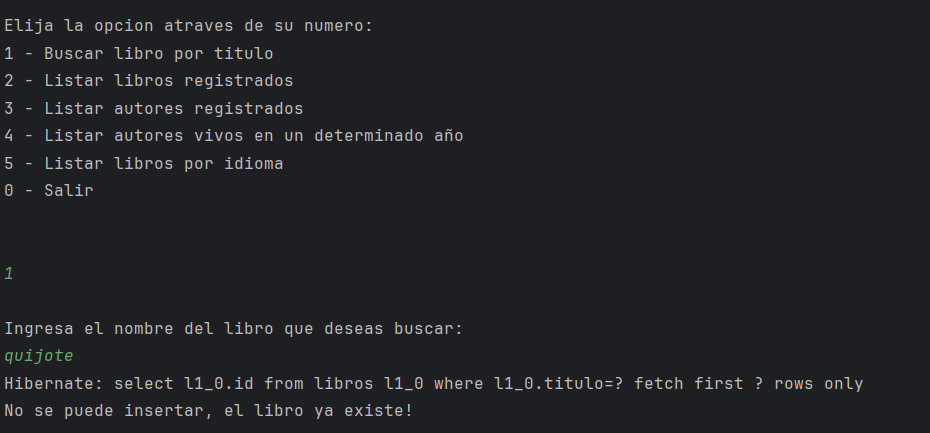 Elija la opcion atraves de su numero:
1 - Buscar libro por titulo
2 - Listar libros registrados
3 - Listar autores registrados
4 - Listar autores vivos en un determinado año
5 - Listar libros por idioma
0 - Salir
1
Ingresa el nombre del libro que deseas buscar:
quijote
Hibernate: select l1_0.id from libros l1_0 where l1_0.titulo=? fetch first ? rows only
No se puede insertar, el libro ya existe!